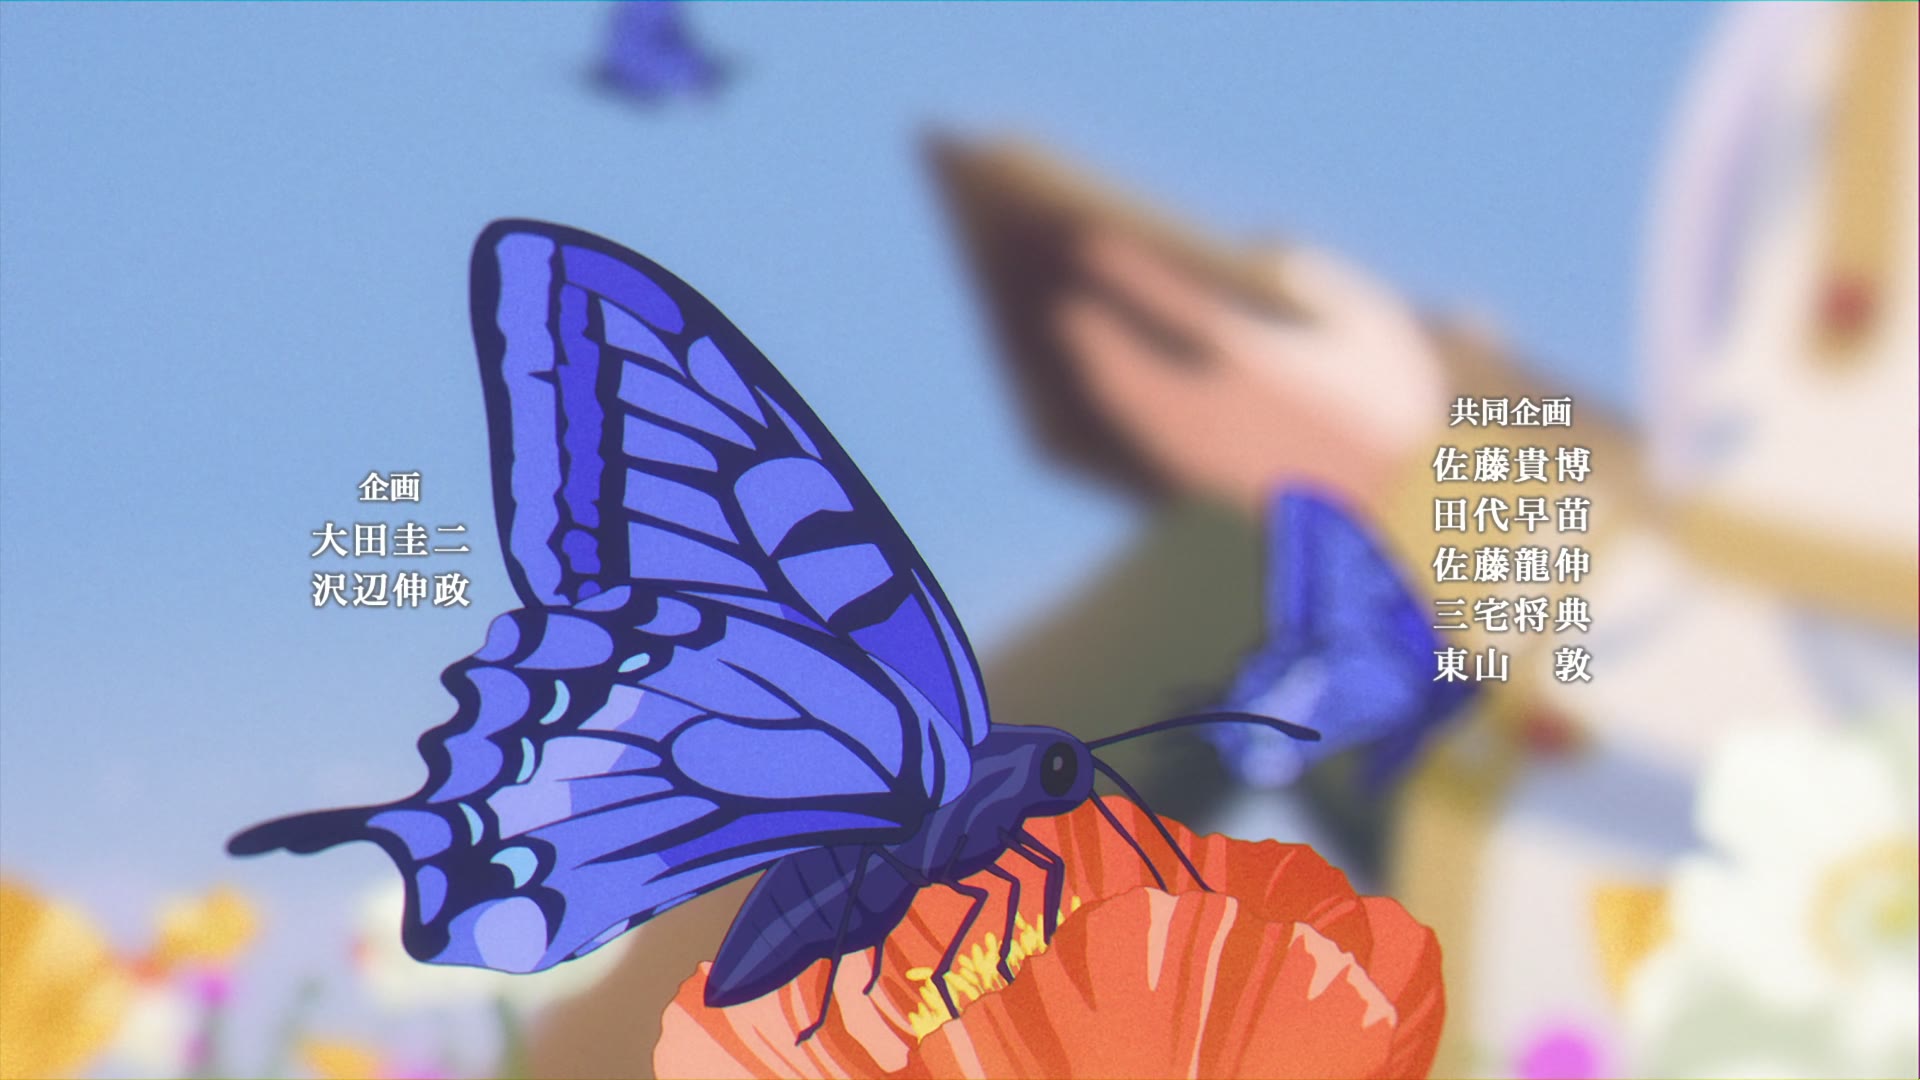 企画
大田圭二
沢辺伸政
共同企画
佐藤貴博
田代早苗
佐藤龍伸
三宅将典
東山　敦